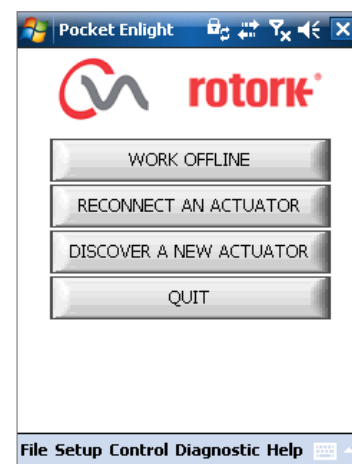 Pocket Enlight
rotork
WORK OFFLINE
RECONNECT AN ACTUATOR
DISCOVER A NEW ACTUATOR
QUIT
File Setup Control Diagnostic Help